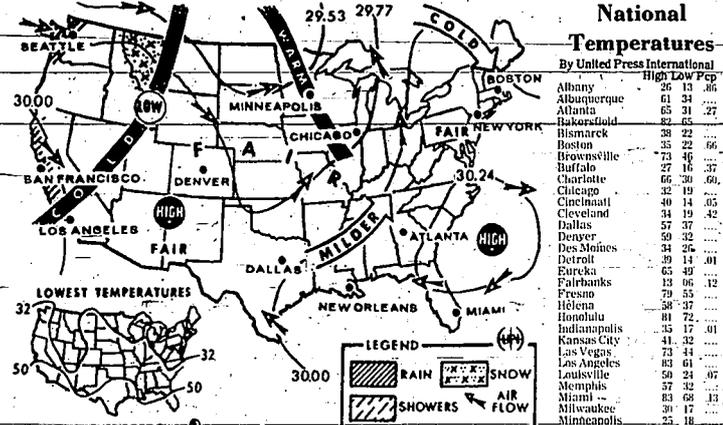 29.53 29.77
COLD
SEATTLE
WARM
LOW
30.00
MINNEAPOLIS
BOSTON
CHICAGO
FAIR NEW YORK
COLD
F A I R
DENVER
SAN FRANCISCO
30.24
HIGH
LOS ANGELES
FAIR
MILDER
ATLANTA
HIGH
DALLAS
NEW ORLEANS
MIAMI
30.00
LOWEST TEMPERATURES
32
32
50
50
LEGEND
UPI
RAIN
SNOW
SHOWERS
AIR FLOW
National
Temperatures
By United Press International
High Low Pcp
Albany 26 13 .86
Albuquerque 61 34 ....
Atlanta 65 31 .27
Bakersfield 82 65 ....
Bismarck 38 22 ....
Boston 35 22 .66
Brownsville 73 46 ....
Buffalo 27 16 .37
Charlotte 66 30 .60
Chicago 32 19 ....
Cincinnati 40 14 .05
Cleveland 34 19 .42
Dallas 57 37 ....
Denver 59 32 ....
Des Moines 34 26 ....
Detroit 39 14 .01
Eureka 65 49 ....
Fairbanks 13 06 .12
Fresno 79 55 ....
Helena 58 37 ....
Honolulu 81 72 ....
Indianapolis 35 17 .01
Kansas City 41 32 ....
Las Vegas 73 44 ....
Los Angeles 83 61 ....
Louisville 50 24 .07
Memphis 57 32 ....
Miami 83 68 .13
Milwaukee 30 17 ....
Minneapolis 25 18 ....